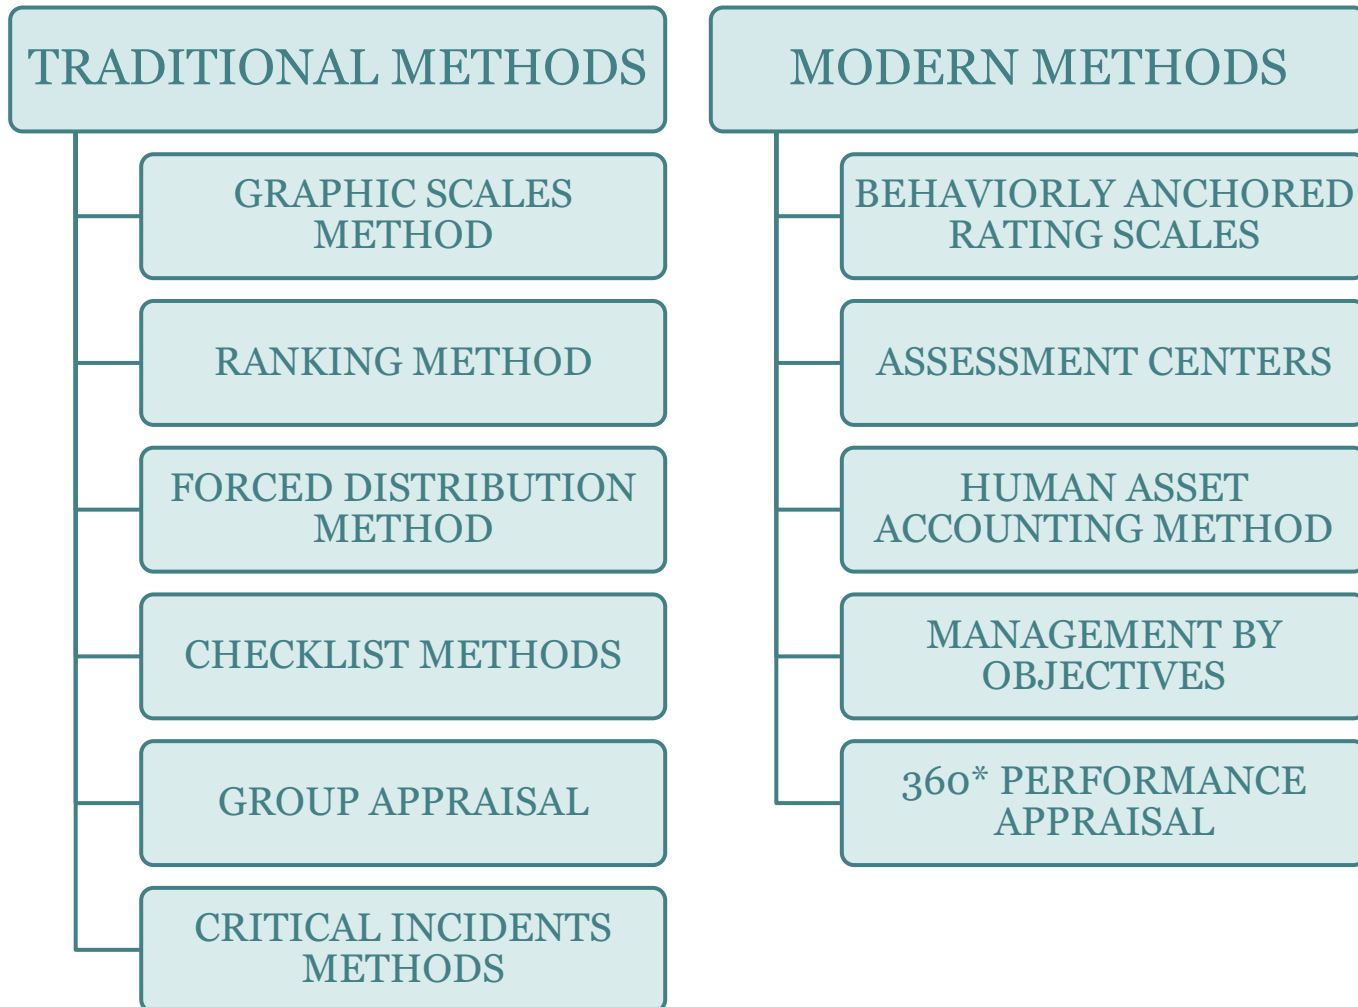 TRADITIONAL METHODS
GRAPHIC SCALES
METHOD
RANKING METHOD
FORCED DISTRIBUTION
METHOD
CHECKLIST METHODS
GROUP APPRAISAL
CRITICAL INCIDENTS
METHODS
MODERN METHODS
BEHAVIORLY ANCHORED
RATING SCALES
ASSESSMENT CENTERS
HUMAN ASSET
ACCOUNTING METHOD
MANAGEMENT BY
OBJECTIVES
360* PERFORMANCE
APPRAISAL